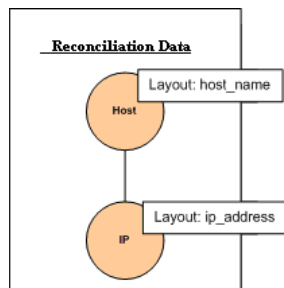 Reconciliation Data
Layout: host_name
Host
Layout: ip_address
IP